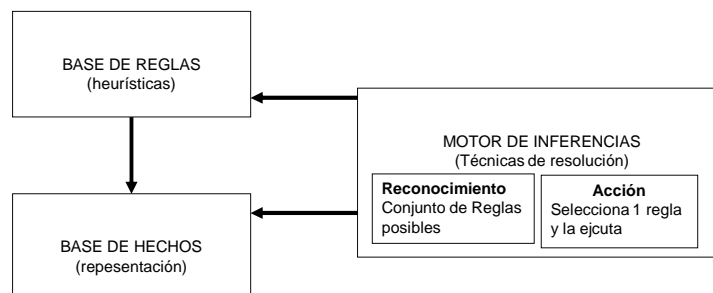 BASE DE REGLAS
(heurísticas)
MOTOR DE INFERENCIAS
(Técnicas de resolución)
Reconocimiento
Conjunto de Reglas
posibles
Acción
Selecciona 1 regla
y la ejcuta
BASE DE HECHOS
(repesentación)